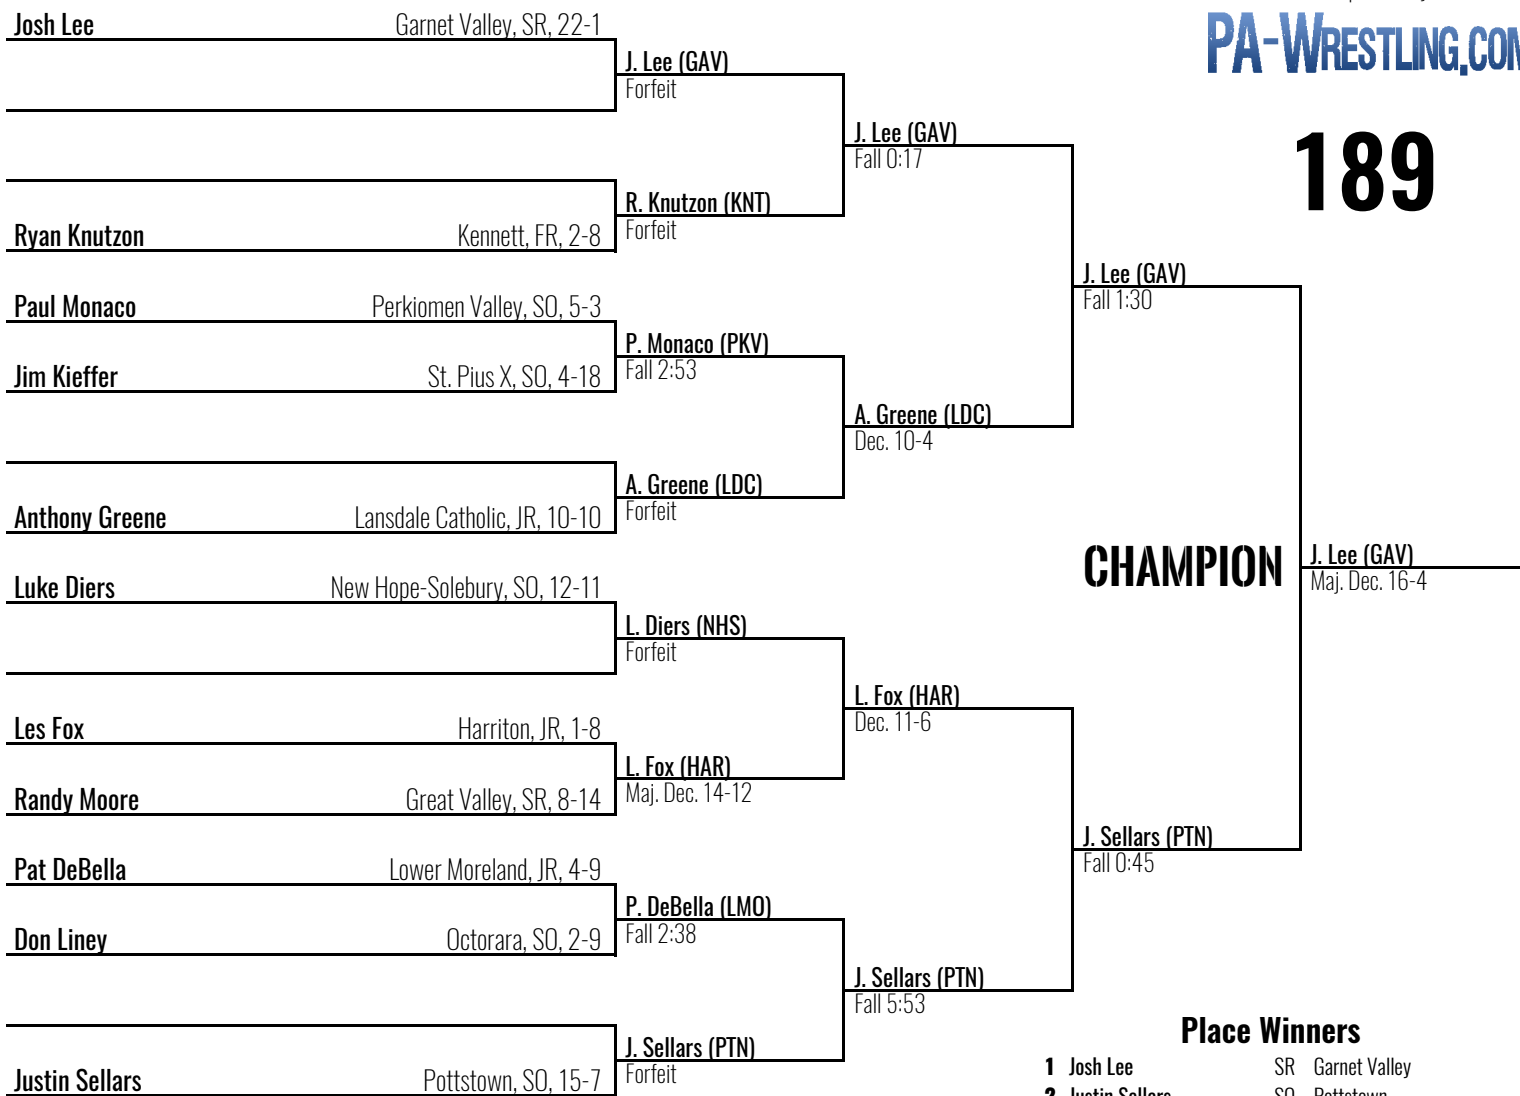 Josh Lee Garnet Valley, SR, 22-1
J. Lee (GAV)
Forfeit
PA-WRESTLING.COM
189
J. Lee (GAV)
Fall 0:17
R. Knutzon (KNT)
Forfeit
Ryan Knutzon Kennett, FR, 2-8
J. Lee (GAV)
Fall 1:30
Paul Monaco Perkiomen Valley, SO, 5-3
P. Monaco (PKV)
Fall 2:53
Jim Kieffer St. Pius X, SO, 4-18
A. Greene (LDC)
Dec. 10-4
A. Greene (LDC)
Forfeit
Anthony Greene Lansdale Catholic, JR, 10-10
CHAMPION
J. Lee (GAV)
Maj. Dec. 16-4
Luke Diers New Hope-Solebury, SO, 12-11
L. Diers (NHS)
Forfeit
L. Fox (HAR)
Dec. 11-6
Les Fox Harriton, JR, 1-8
L. Fox (HAR)
Maj. Dec. 14-12
Randy Moore Great Valley, SR, 8-14
J. Sellars (PTN)
Fall 0:45
Pat DeBella Lower Moreland, JR, 4-9
P. DeBella (LMO)
Fall 2:38
Don Liney Octorara, SO, 2-9
J. Sellars (PTN)
Fall 5:53
J. Sellars (PTN)
Forfeit
Justin Sellars Pottstown, SO, 15-7
Place Winners
1 Josh Lee SR Garnet Valley
2 Justin Sellars SO Pottstown